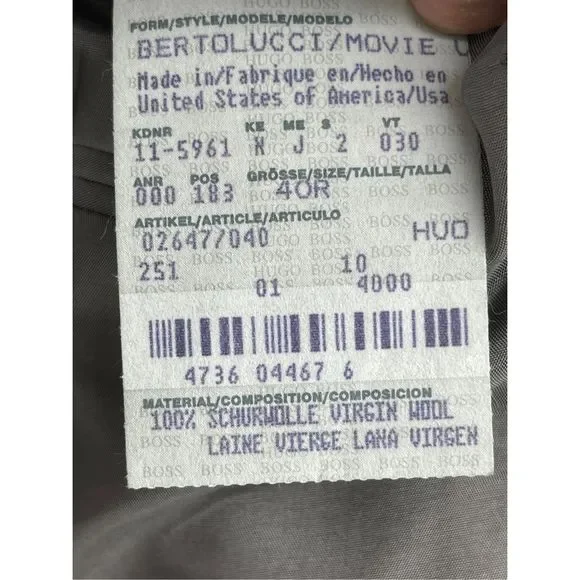 FORM/STYLE/MODELE/MODELO
BERTOLUCCI/MOVIE
Made in/Fabrique en/Hecho en
United States of America/Usa
KDNR KE ME S VT
11-5961 N J 2 030
ANR POS GRÖSSE/SIZE/TAILLE/TALLA
000 183 40R
ARTIKEL/ARTICLE/ARTICULO
02647/040 HUO
251 10
01 4000
4736 04467 6
MATERIAL/COMPOSITION/COMPOSICION
100% SCHURWOLLE VIRGIN WOOL
LAINE VIERGE LANA VIRGEN
HUGO BOSS